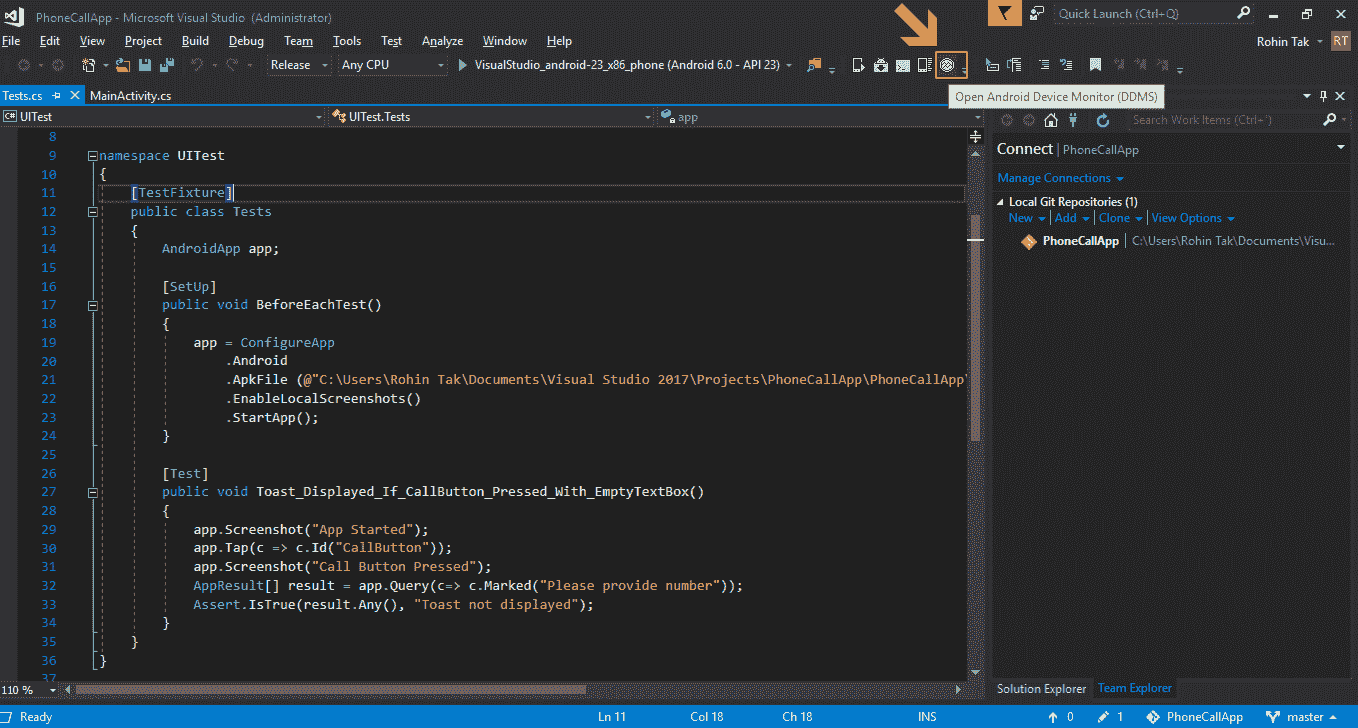 PhoneCallApp - Microsoft Visual Studio (Administrator)
Quick Launch (Ctrl+Q)
File Edit View Project Build Debug Team Tools Test Analyze Window Help
Rohin Tak RT
Release Any CPU VisualStudio_android-23_x86_phone (Android 6.0 - API 23)
Open Android Device Monitor (DDMS)
Tests.cs MainActivity.cs
C# UITest UITest.Tests app
8
9 namespace UITest
10 {
11 [TestFixture]
12 public class Tests
13 {
14 AndroidApp app;
15
16 [SetUp]
17 public void BeforeEachTest()
18 {
19 app = ConfigureApp
20 .Android
21 .ApkFile (@"C:\Users\Rohin Tak\Documents\Visual Studio 2017\Projects\PhoneCallApp\PhoneCallApp\
22 .EnableLocalScreenshots()
23 .StartApp();
24 }
25
26 [Test]
27 public void Toast_Displayed_If_CallButton_Pressed_With_EmptyTextBox()
28 {
29 app.Screenshot("App Started");
30 app.Tap(c => c.Id("CallButton"));
31 app.Screenshot("Call Button Pressed");
32 AppResult[] result = app.Query(c=> c.Marked("Please provide number"));
33 Assert.IsTrue(result.Any(), "Toast not displayed");
34 }
35 }
36 }
37
110 %
Search Work Items (Ctrl+')
Connect | PhoneCallApp
Manage Connections
Local Git Repositories (1)
New Add Clone View Options
PhoneCallApp C:\Users\Rohin Tak\Documents\Visu...
Solution Explorer Team Explorer
Ready Ln 11 Col 18 Ch 18 INS 0 1 PhoneCallApp master